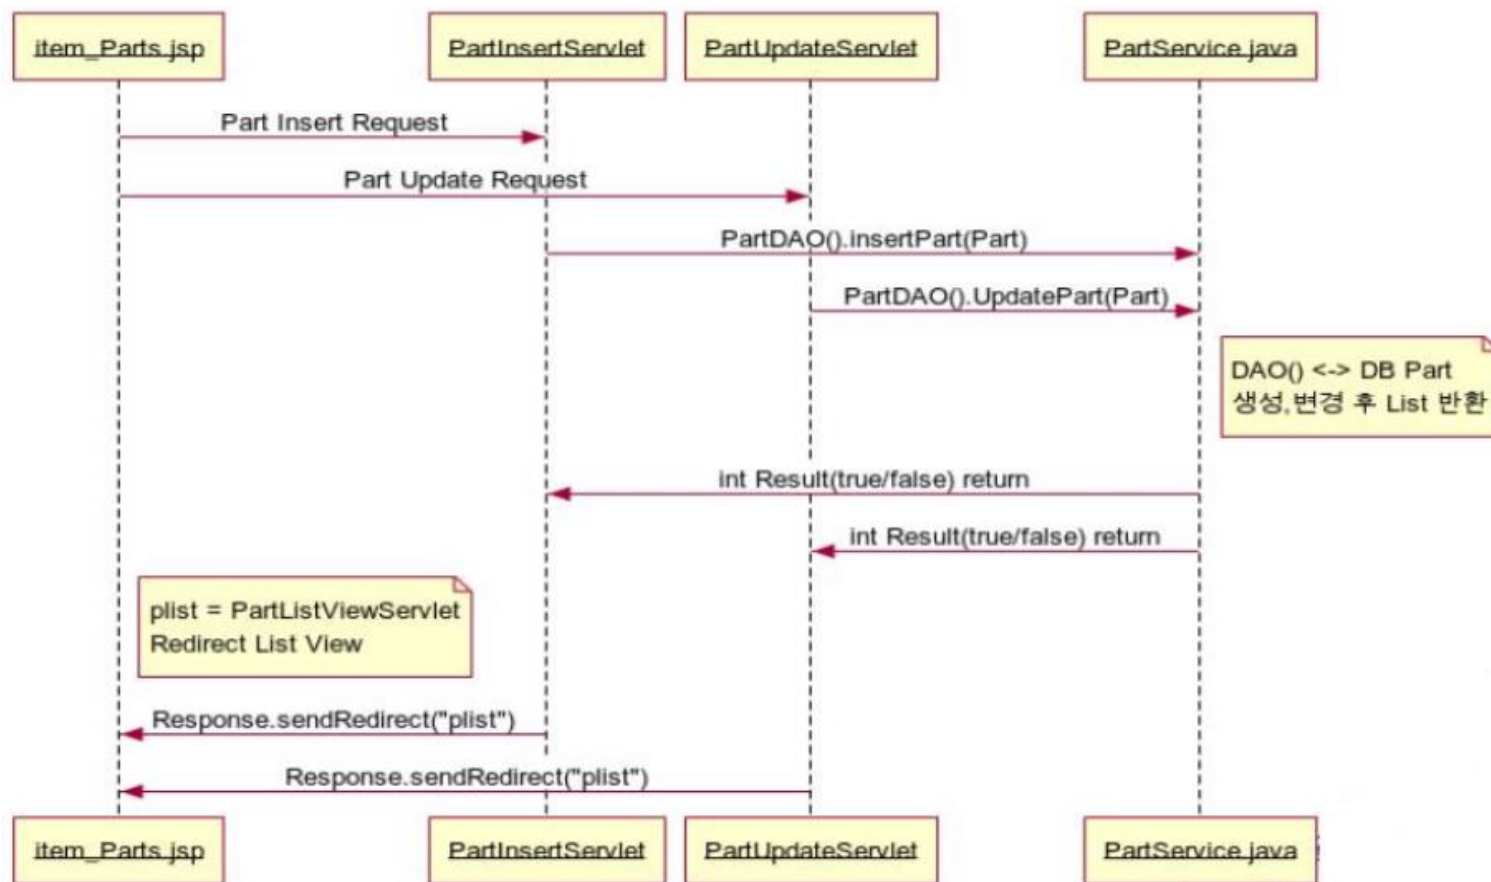 item_Parts.jsp
PartInsertServlet
PartUpdateServlet
PartService.java
Part Insert Request
Part Update Request
PartDAO().insertPart(Part)
PartDAO().UpdatePart(Part)
DAO() <-> DB Part
생성,변경 후 List 반환
int Result(true/false) return
int Result(true/false) return
plist = PartListViewServlet
Redirect List View
Response.sendRedirect("plist")
Response.sendRedirect("plist")
item_Parts.jsp
PartInsertServlet
PartUpdateServlet
PartService.java